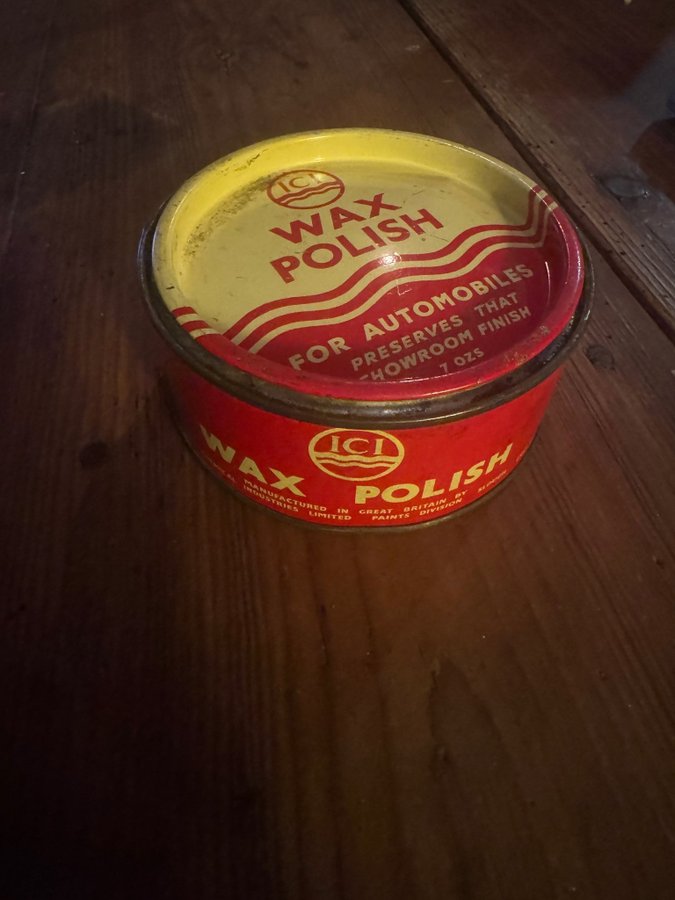 ICI
WAX
POLISH
FOR AUTOMOBILES
PRESERVES THAT
SHOWROOM FINISH
7 OZS
ICI
WAX POLISH
MANUFACTURED IN GREAT BRITAIN BY
INDUSTRIES LIMITED PAINTS DIVISION